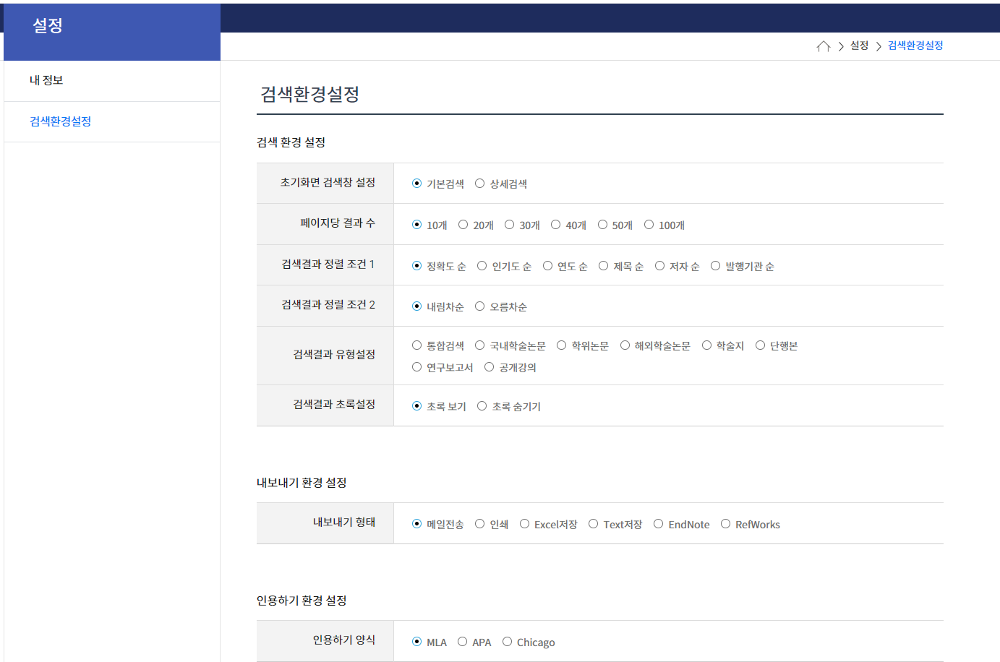 설정
설정 검색환경설정
내 정보
검색환경설정
검색환경설정
검색 환경 설정
초기화면 검색창 설정 기본검색 상세검색
페이지당 결과 수 10개 20개 30개 40개 50개 100개
검색결과 정렬 조건 1 정확도 순 인기도 순 연도 순 제목 순 저자 순 발행기관 순
검색결과 정렬 조건 2 내림차순 오름차순
검색결과 유형설정 통합검색 국내학술논문 학위논문 해외학술논문 학술지 단행본
연구보고서 공개강의
검색결과 초록설정 초록 보기 초록 숨기기
내보내기 환경 설정
내보내기 형태 메일전송 인쇄 Excel저장 Text저장 EndNote RefWorks
인용하기 환경 설정
인용하기 양식 MLA APA Chicago